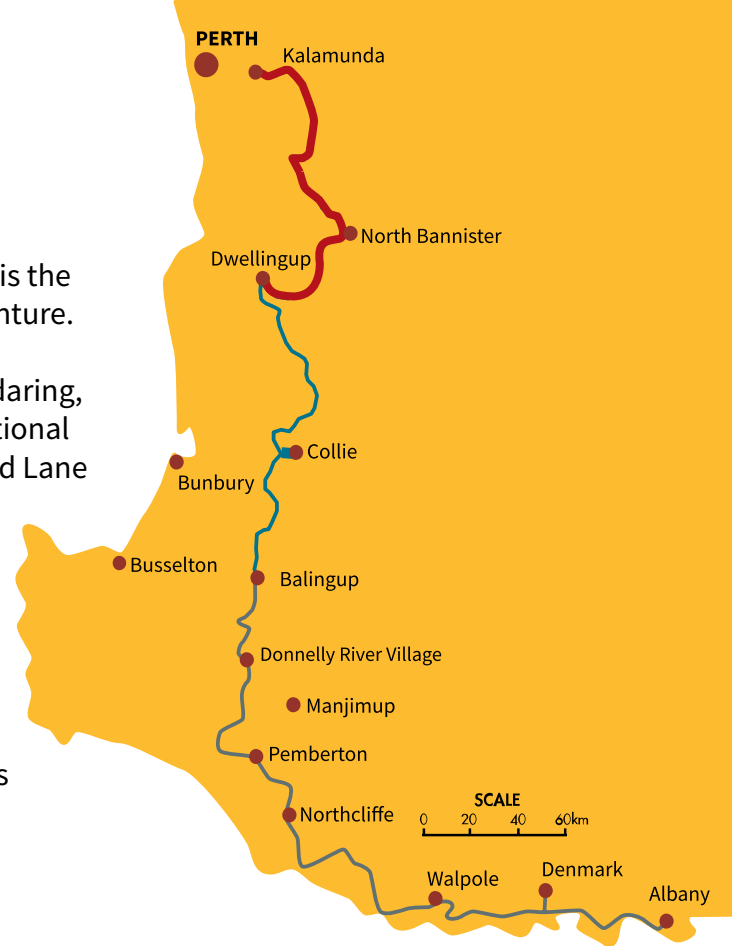 PERTH
Kalamunda
North Bannister
Dwellingup
is the
nture.
daring,
tional
d Lane
Collie
Bunbury
Busselton
Balingup
Donnelly River Village
Manjimup
Pemberton
s
SCALE
0 20 40 60km
Northcliffe
Walpole
Denmark
Albany